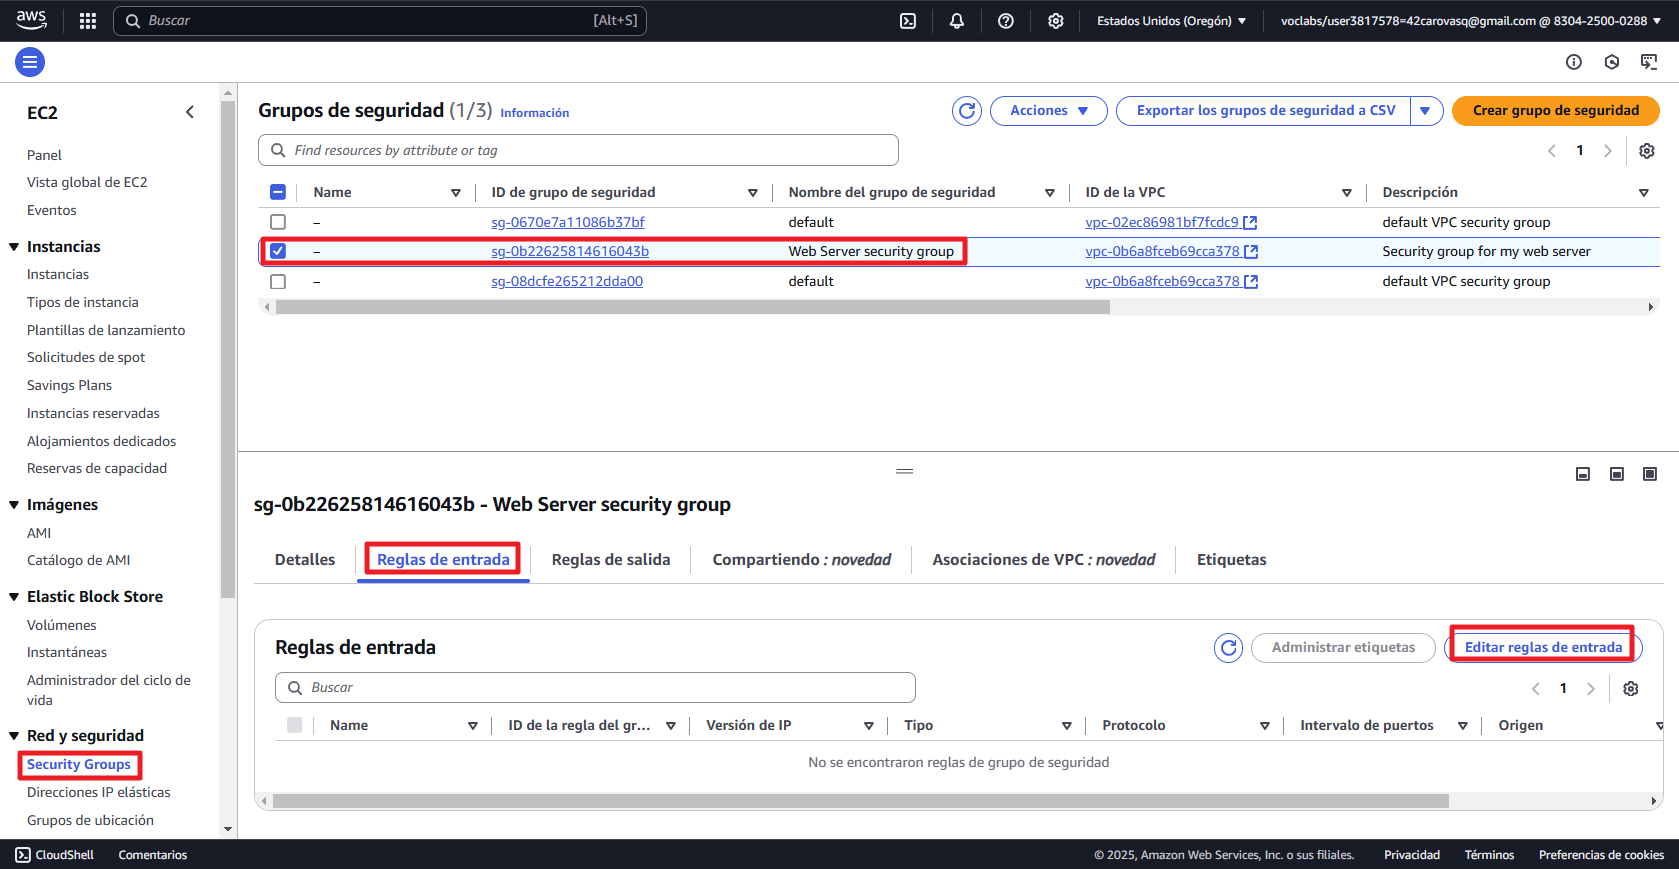 aws
Buscar
[Alt+S]
Estados Unidos (Oregón)
voclabs/user3817578=42carovasq@gmail.com @ 8304-2500-0288
EC2
Panel
Vista global de EC2
Eventos
Instancias
Instancias
Tipos de instancia
Plantillas de lanzamiento
Solicitudes de spot
Savings Plans
Instancias reservadas
Alojamientos dedicados
Reservas de capacidad
Imágenes
AMI
Catálogo de AMI
Elastic Block Store
Volúmenes
Instantáneas
Administrador del ciclo de
vida
Red y seguridad
Security Groups
Direcciones IP elásticas
Grupos de ubicación
Grupos de seguridad (1/3) Información
Acciones
Exportar los grupos de seguridad a CSV
Crear grupo de seguridad
Find resources by attribute or tag
1
Name ID de grupo de seguridad Nombre del grupo de seguridad ID de la VPC Descripción
– sg-0670e7a11086b37bf default vpc-02ec86981bf7fcdc9 default VPC security group
– sg-0b22625814616043b Web Server security group vpc-0b6a8fceb69cca378 Security group for my web server
– sg-08dcfe265212dda00 default vpc-0b6a8fceb69cca378 default VPC security group
sg-0b22625814616043b - Web Server security group
Detalles Reglas de entrada Reglas de salida Compartiendo : novedad Asociaciones de VPC : novedad Etiquetas
Reglas de entrada
Administrar etiquetas
Editar reglas de entrada
Buscar
1
Name ID de la regla del gr... Versión de IP Tipo Protocolo Intervalo de puertos Origen
No se encontraron reglas de grupo de seguridad
CloudShell Comentarios
© 2025, Amazon Web Services, Inc. o sus filiales. Privacidad Términos Preferencias de cookies